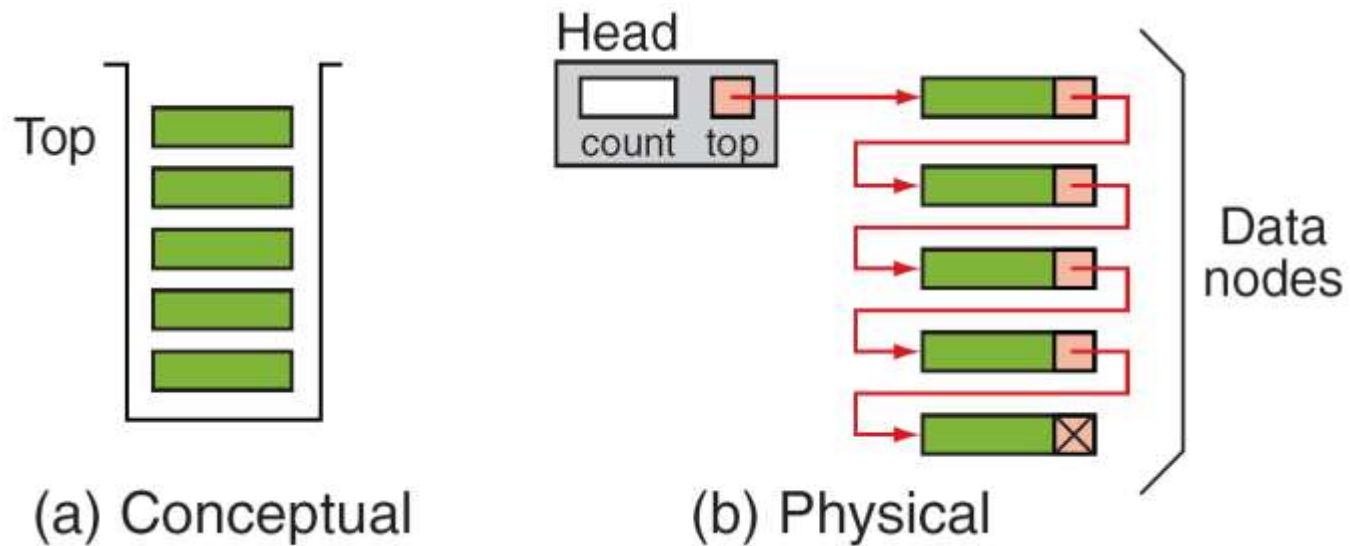 Head
Top
count
top
Data
nodes
(a) Conceptual
(b) Physical